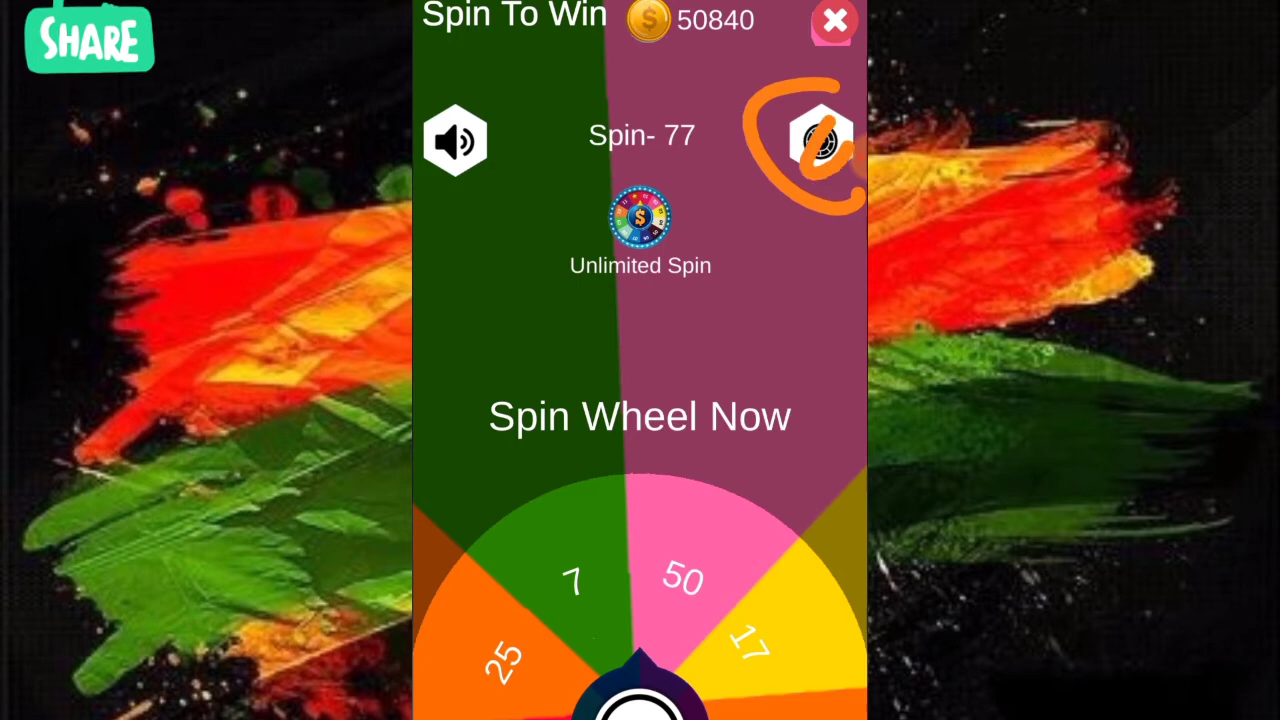 SHARE
Spin To Win
50840
Spin- 77
Unlimited Spin
Spin Wheel Now
7
50
25
17